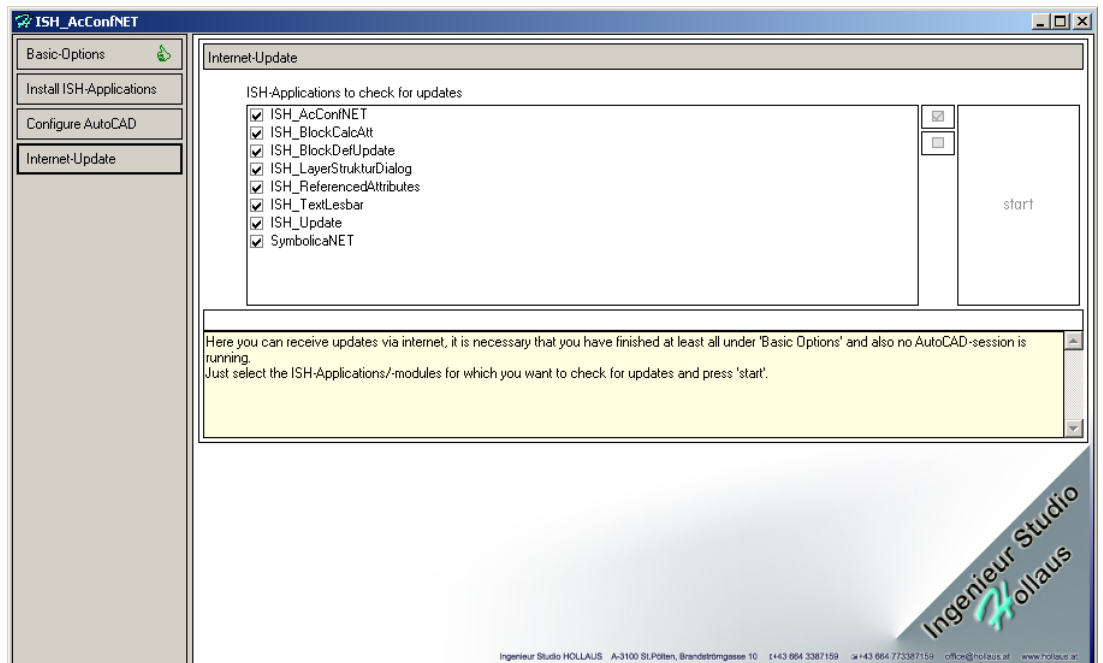 ISH_AcConfNET
Basic-Options
Install ISH-Applications
Configure AutoCAD
Internet-Update
Internet-Update
ISH-Applications to check for updates
ISH_AcConfNET
ISH_BlockCalcAtt
ISH_BlockDefUpdate
ISH_LayerStrukturDialog
ISH_ReferencedAttributes
ISH_TextLesbar
ISH_Update
SymbolicaNET
start
Here you can receive updates via internet, it is necessary that you have finished at least all under 'Basic Options' and also no AutoCAD-session is
running.
Just select the ISH-Applications/-modules for which you want to check for updates and press 'start'.
Ingenieur Studio
Hollaus
Ingenieur Studio HOLLAUS A-3100 St.Pölten, Brandströmgasse 10 +43 664 3387159 +43 664 773387159 office@hollaus.at www.hollaus.at